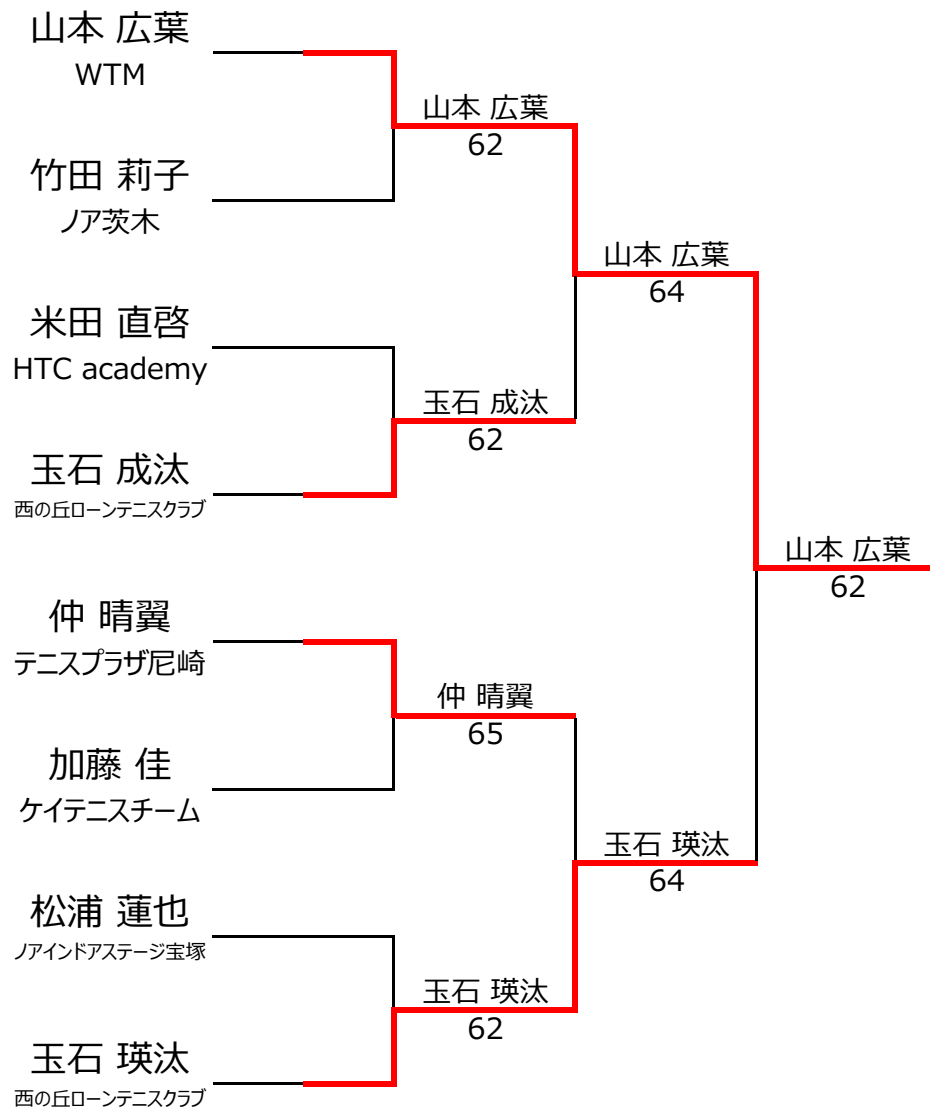 山本 広葉
WTM
山本 広葉
62
竹田 莉子
ノア茨木
山本 広葉
64
米田 直啓
HTC academy
玉石 成汰
62
玉石 成汰
西の丘ローンテニスクラブ
山本 広葉
62
仲 晴翼
テニスプラザ尼崎
仲 晴翼
65
加藤 佳
ケイテニスチーム
玉石 瑛汰
64
松浦 蓮也
ノアインドアステージ宝塚
玉石 瑛汰
62
玉石 瑛汰
西の丘ローンテニスクラブ